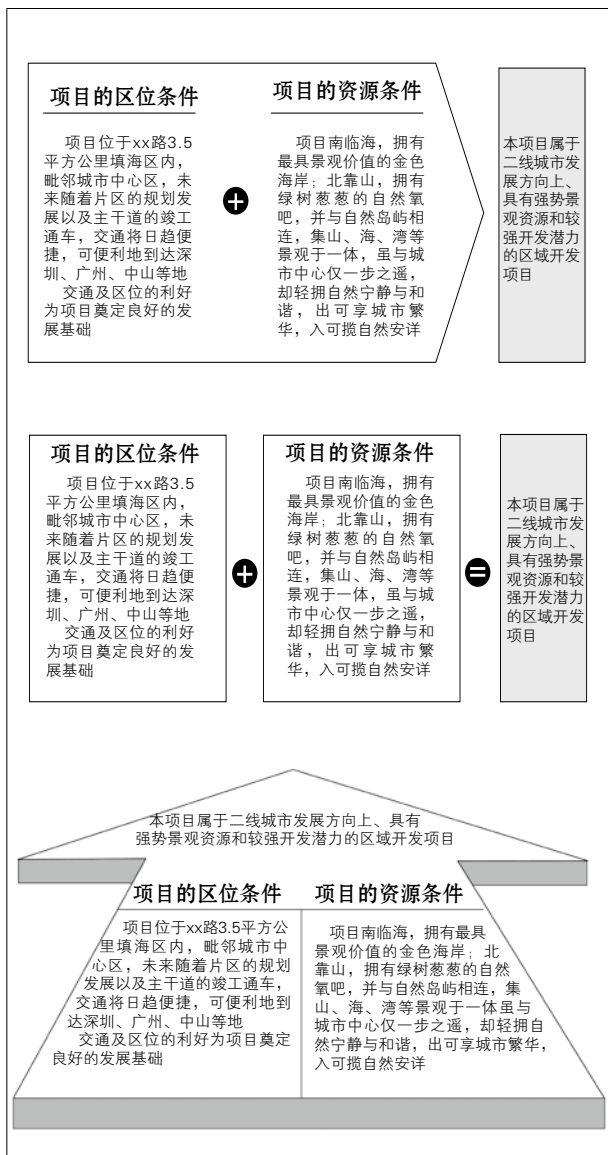 项目的区位条件
项目位于xx路3.5
平方公里填海区内，
毗邻城市中心区，未
来随着片区的规划发
展以及主干道的竣工
通车，交通将日趋便
捷，可便利地到达深
圳、广州、中山等地
交通及区位的利好
为项目奠定良好的发
展基础
+
项目的资源条件
项目南临海，拥有
最具景观价值的金色
海岸；北靠山，拥有
绿树葱葱的自然氧
吧，并与自然岛屿相
连，集山、海、湾等
景观于一体，虽与城
市中心仅一步之遥，
却轻拥自然宁静与和
谐，出可享城市繁
华，入可揽自然安详
本项目属于
二线城市发
展方向上、
具有强势景
观资源和较
强开发潜力
的区域开发
项目
项目的区位条件
项目位于xx路3.5
平方公里填海区内，
毗邻城市中心区，未
来随着片区的规划发
展以及主干道的竣工
通车，交通将日趋便
捷，可便利地到达深
圳、广州、中山等地
交通及区位的利好
为项目奠定良好的发
展基础
+
项目的资源条件
项目南临海，拥有
最具景观价值的金色
海岸；北靠山，拥有
绿树葱葱的自然氧
吧，并与自然岛屿相
连，集山、海、湾等
景观于一体，虽与城
市中心仅一步之遥，
却轻拥自然宁静与和
谐，出可享城市繁
华，入可揽自然安详
=
本项目属于
二线城市发
展方向上、
具有强势景
观资源和较
强开发潜力
的区域开发
项目
本项目属于二线城市发展方向上、具有
强势景观资源和较强开发潜力的区域开发项目
项目的区位条件
项目位于xx路3.5平方公
里填海区内，毗邻城市中
心区，未来随着片区的规划
发展以及主干道的竣工通车，
交通将日趋便捷，可便利地到
达深圳、广州、中山等地
交通及区位的利好为项目奠定
良好的发展基础
项目的资源条件
项目南临海，拥有最具
景观价值的金色海岸；北
靠山，拥有绿树葱葱的自然
氧吧，并与自然岛屿相连，集
山、海、湾等景观于一体虽与
城市中心仅一步之遥，却轻拥自
然宁静与和谐，出可享城市繁华，
入可揽自然安详